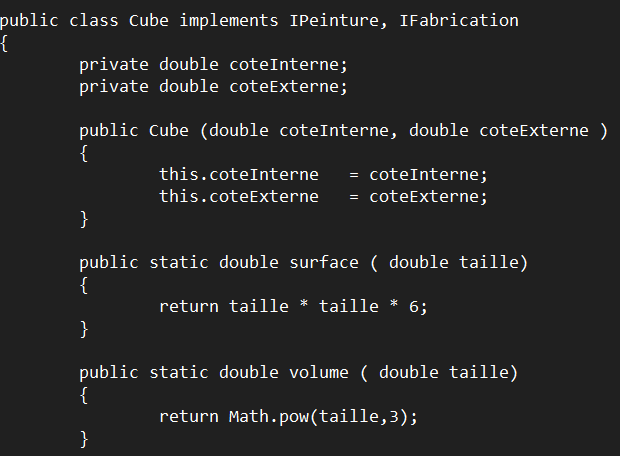 public class Cube implements IPeinture, IFabrication
{
        private double coteInterne;
        private double coteExterne;

        public Cube (double coteInterne, double coteExterne )
        {
                this.coteInterne   = coteInterne;
                this.coteExterne   = coteExterne;
        }

        public static double surface ( double taille)
        {
                return taille * taille * 6;
        }

        public static double volume ( double taille)
        {
                return Math.pow(taille,3);
        }